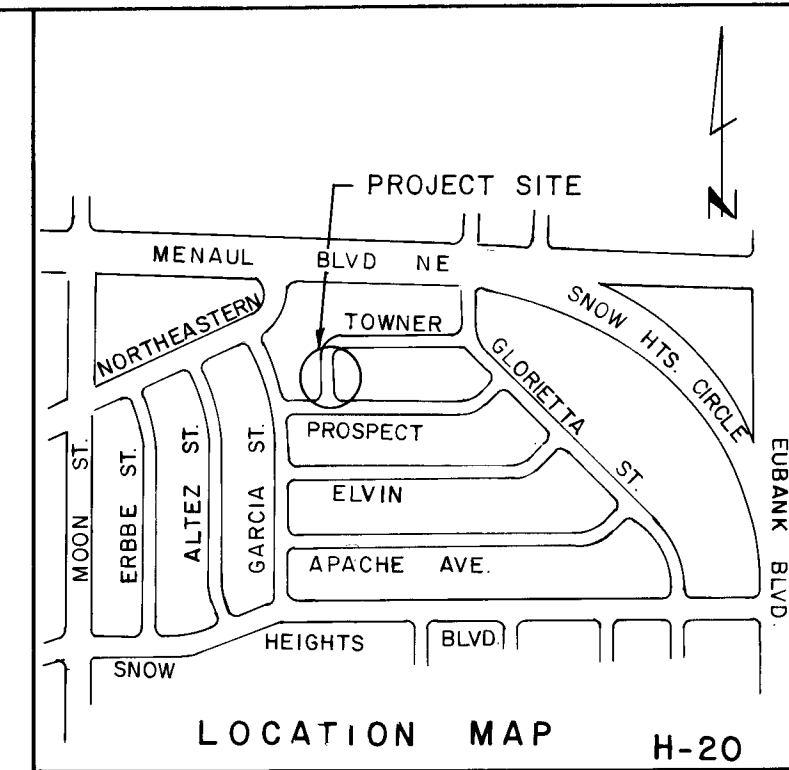 PROJECT SITE
N
MENAUL BLVD NE
SNOW HTS. CIRCLE
NORTHEASTERN
TOWNER
GLORIETTA ST.
PROSPECT
MOON ST.
ERBBE ST.
ALTEZ ST.
GARCIA ST.
ELVIN
EUBANK BLVD.
APACHE AVE.
SNOW HEIGHTS BLVD.
LOCATION MAP
H-20